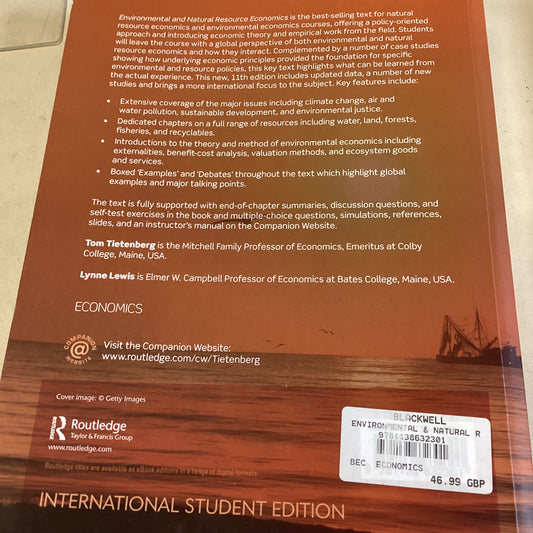 Environmental and Natural Resource Economics is the best-selling text for natural
resource economics and environmental economics courses, offering a policy-oriented
approach and introducing economic theory and empirical work from the field. Students
will leave the course with a global perspective of both environmental and natural
resource economics and how they interact. Complemented by a number of case studies
showing how underlying economic principles provided the foundation for specific
environmental and resource policies, this key text highlights what can be learned from
the actual experience. This new, 11th edition includes updated data, a number of new
studies and brings a more international focus to the subject. Key features include:
• Extensive coverage of the major issues including climate change, air and
water pollution, sustainable development, and environmental justice.
• Dedicated chapters on a full range of resources including water, land, forests,
fisheries, and recyclables.
• Introductions to the theory and method of environmental economics including
externalities, benefit-cost analysis, valuation methods, and ecosystem goods
and services.
• Boxed 'Examples' and 'Debates' throughout the text which highlight global
examples and major talking points.
The text is fully supported with end-of-chapter summaries, discussion questions, and
self-test exercises in the book and multiple-choice questions, simulations, references,
slides, and an instructor's manual on the Companion Website.
Tom Tietenberg is the Mitchell Family Professor of Economics, Emeritus at Colby
College, Maine, USA.
Lynne Lewis is Elmer W. Campbell Professor of Economics at Bates College, Maine, USA.
ECONOMICS
COMPANION
@
WEBSITE
Visit the Companion Website:
www.routledge.com/cw/Tietenberg
Cover image: © Getty Images
R
Routledge
Taylor & Francis Group
www.routledge.com
Routledge titles are available as eBook editions in a range of digital formats
INTERNATIONAL STUDENT EDITION
BLACKWELL
ENVIRONMENTAL & NATURAL R
9781138632301
BEC ECONOMICS
46.99 GBP